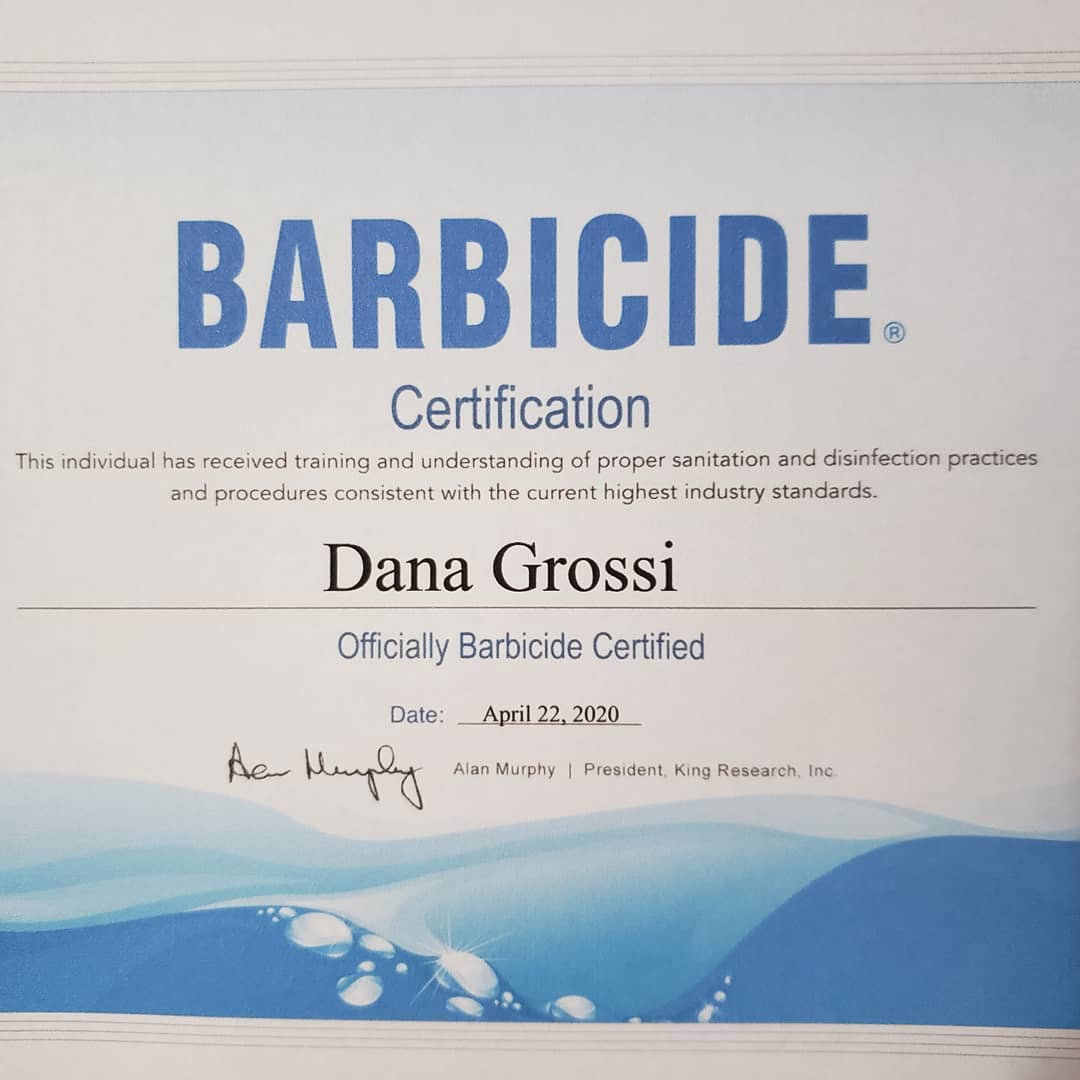 BARBICIDE®
Certification
This individual has received training and understanding of proper sanitation and disinfection practices
and procedures consistent with the current highest industry standards.
Dana Grossi
Officially Barbicide Certified
Date: April 22, 2020
Alan Murphy Alan Murphy | President, King Research, Inc.